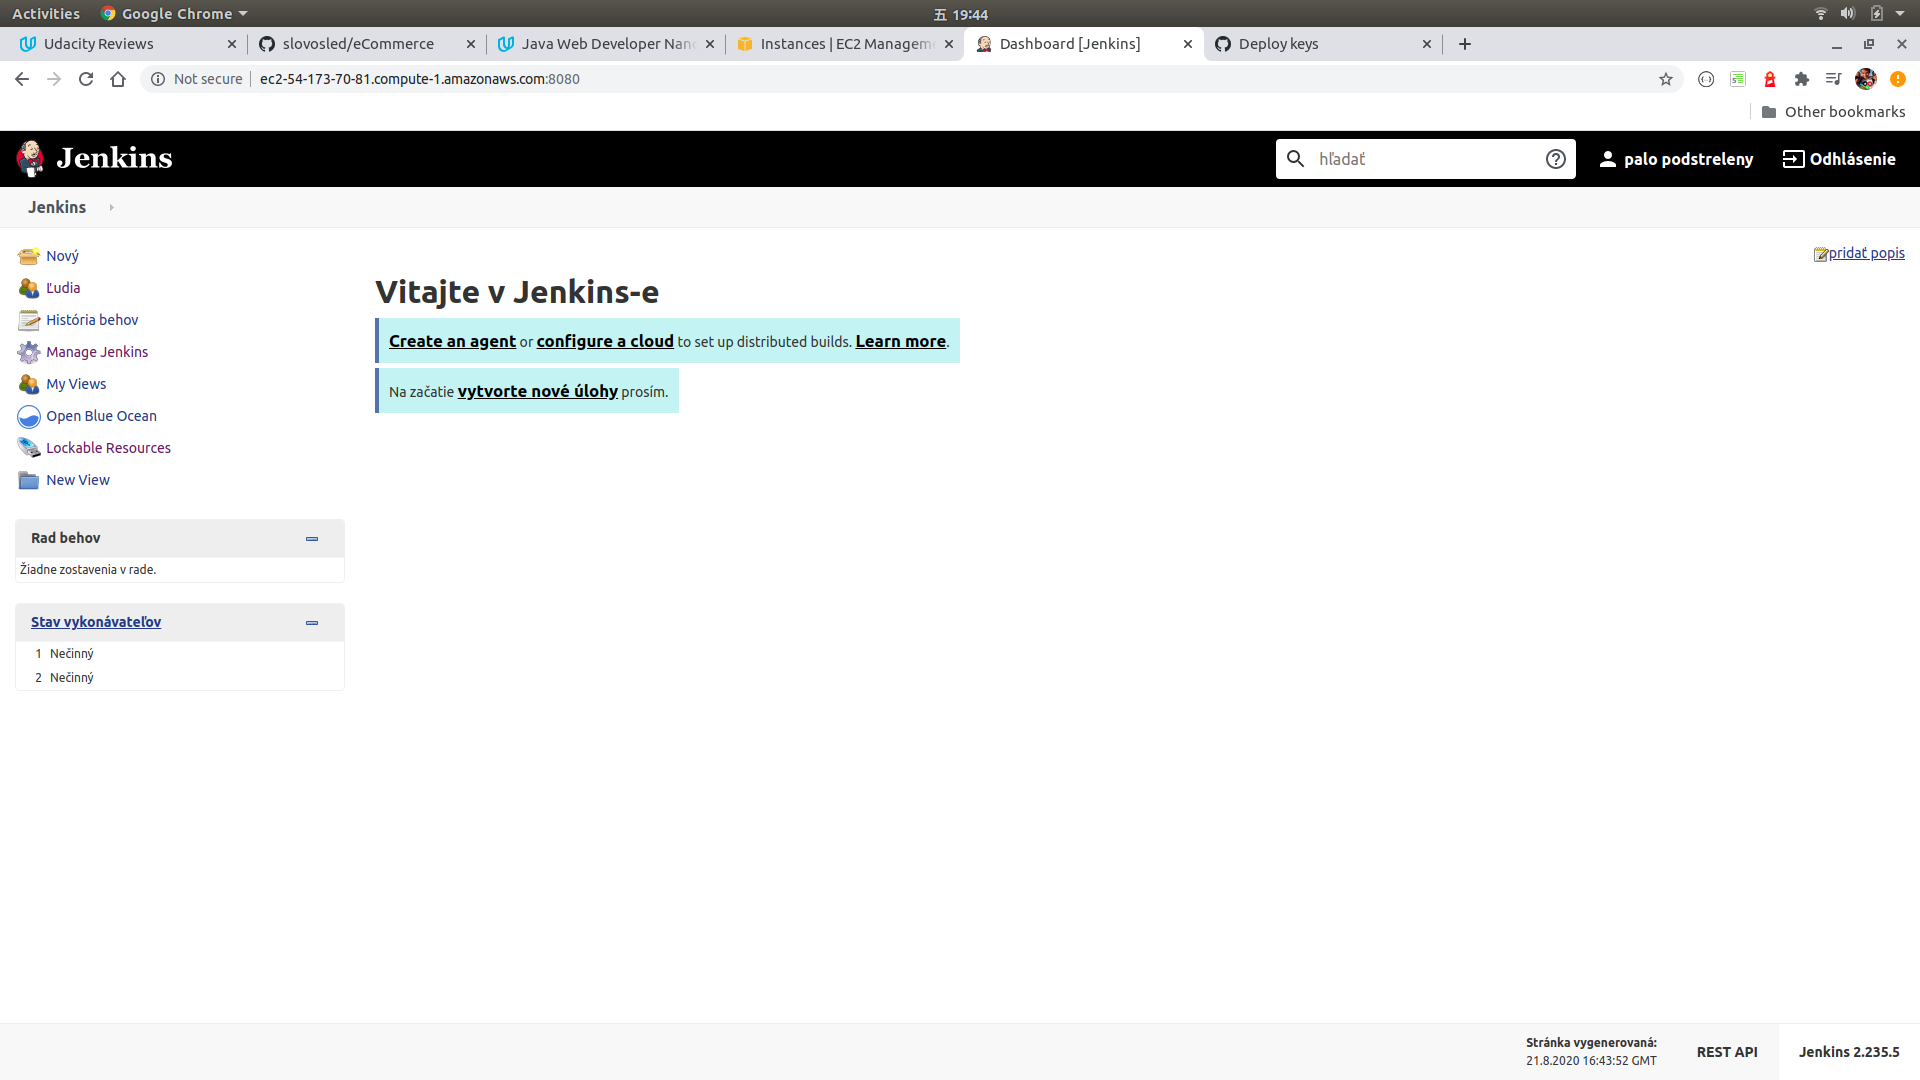 Activities
Google Chrome
五 19:44
Udacity Reviews
slovosled/eCommerce
Java Web Developer Nan
Instances | EC2 Managem
Dashboard [Jenkins]
Deploy keys
Not secure
ec2-54-173-70-81.compute-1.amazonaws.com:8080
Other bookmarks
Jenkins
hľadať
palo podstreleny
Odhlásenie
Jenkins
pridať popis
Nový
Ľudia
História behov
Manage Jenkins
My Views
Open Blue Ocean
Lockable Resources
New View
Rad behov
Žiadne zostavenia v rade.
Stav vykonávateľov
1 Nečinný
2 Nečinný
Vitajte v Jenkins-e
Create an agent or configure a cloud to set up distributed builds. Learn more.
Na začatie vytvorte nové úlohy prosím.
Stránka vygenerovaná:
21.8.2020 16:43:52 GMT
REST API
Jenkins 2.235.5